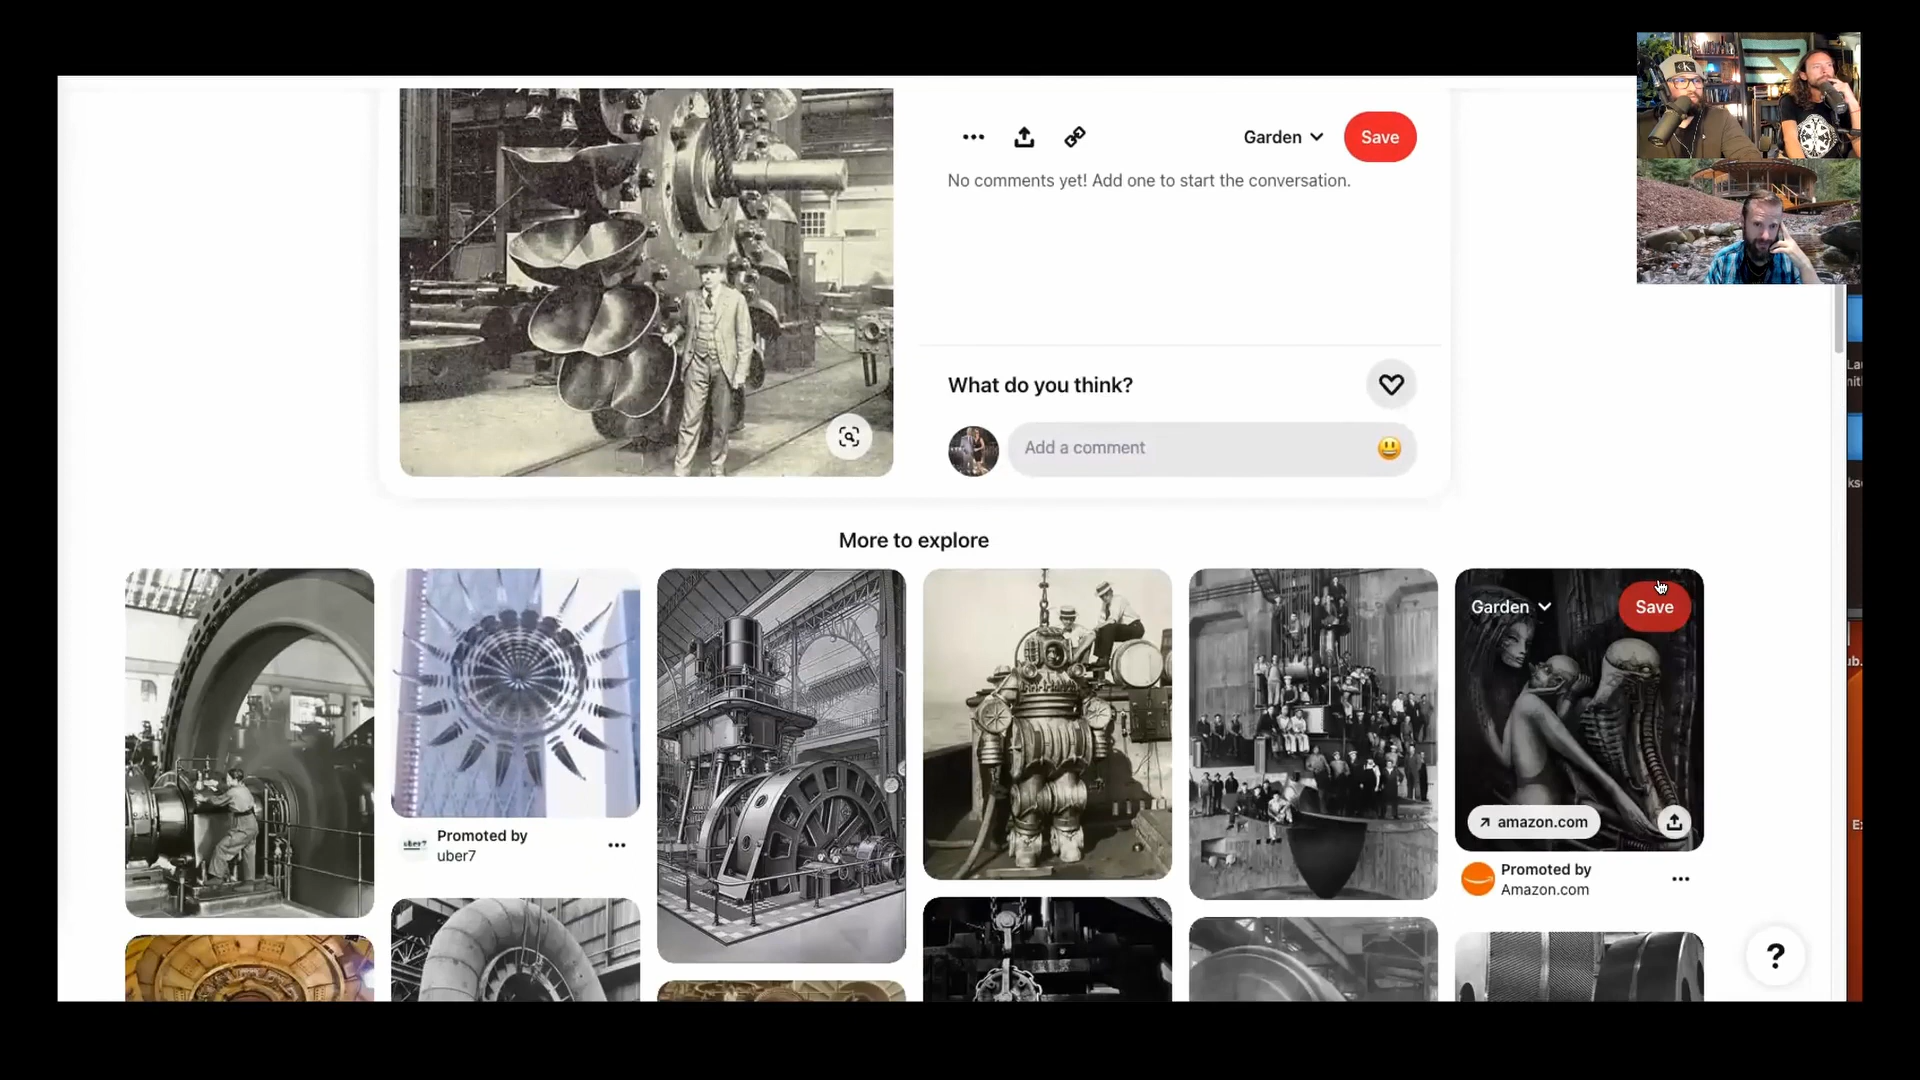 Garden
Save
No comments yet! Add one to start the conversation.
What do you think?
Add a comment
More to explore
Garden
Save
amazon.com
Promoted by
uber7
Promoted by
Amazon.com
?